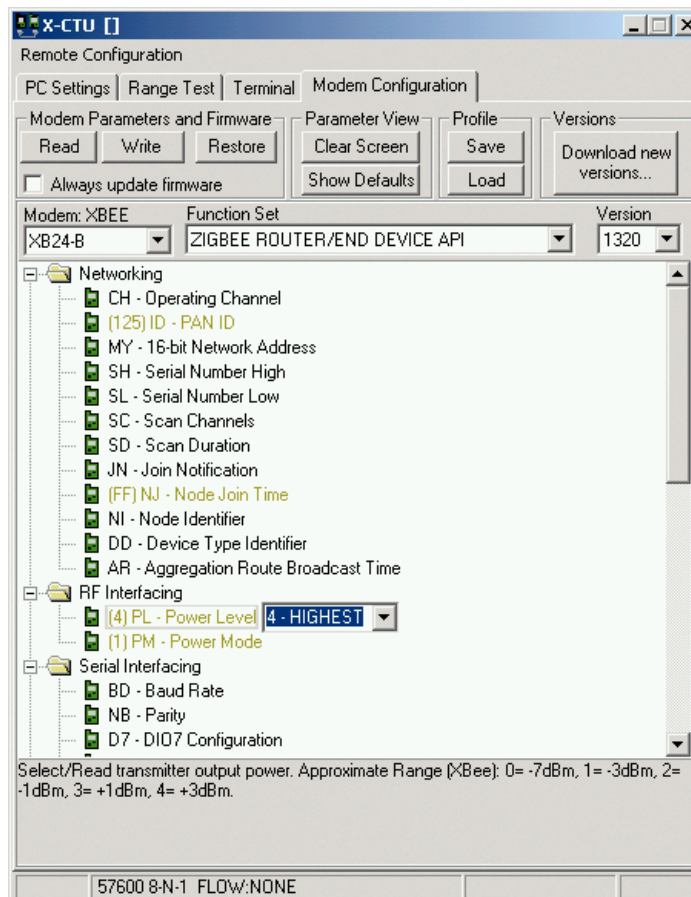 X-CTU []
Remote Configuration
PC Settings Range Test Terminal Modem Configuration
Modem Parameters and Firmware Parameter View Profile Versions
Read Write Restore Clear Screen Save Download new versions...
Always update firmware Show Defaults Load
Modem: XBEE Function Set Version
XB24-B ZIGBEE ROUTER/END DEVICE API 1320
Networking
CH - Operating Channel
(125) ID - PAN ID
MY - 16-bit Network Address
SH - Serial Number High
SL - Serial Number Low
SC - Scan Channels
SD - Scan Duration
JN - Join Notification
(FF) NJ - Node Join Time
NI - Node Identifier
DD - Device Type Identifier
AR - Aggregation Route Broadcast Time
RF Interfacing
(4) PL - Power Level 4 - HIGHEST
(1) PM - Power Mode
Serial Interfacing
BD - Baud Rate
NB - Parity
D7 - DIO7 Configuration
Select/Read transmitter output power. Approximate Range (XBee): 0= -7dBm, 1= -3dBm, 2=
-1dBm, 3= +1dBm, 4= +3dBm.
57600 8-N-1 FLOW:NONE